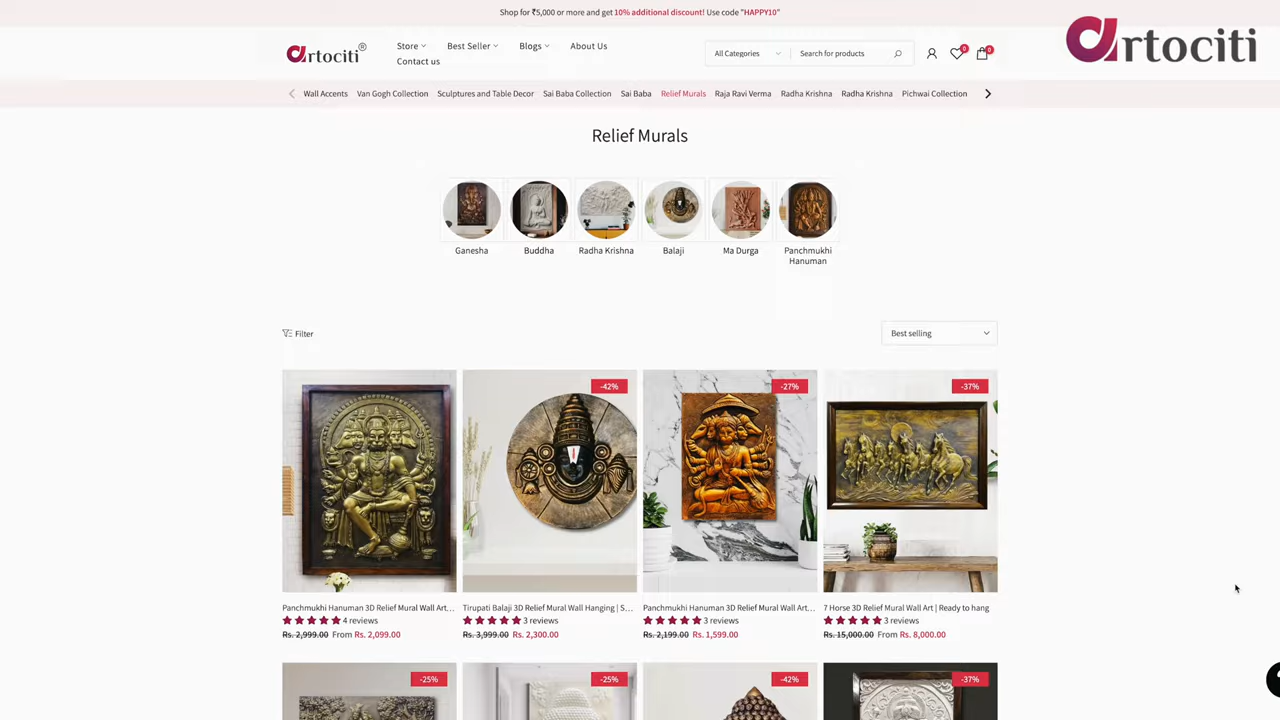 Shop for ₹5,000 or more and get 10% additional discount! Use code "HAPPY10"
artociti®
Store
Best Seller
Blogs
About Us
Contact us
All Categories
Search for products
0
0
artociti
Wall Accents
Van Gogh Collection
Sculptures and Table Decor
Sai Baba Collection
Sai Baba
Relief Murals
Raja Ravi Verma
Radha Krishna
Radha Krishna
Pichwai Collection
Relief Murals
Ganesha
Buddha
Radha Krishna
Balaji
Ma Durga
Panchmukhi
Hanuman
Filter
Best selling
-42%
-27%
-37%
Panchmukhi Hanuman 3D Relief Mural Wall Art...
Tirupati Balaji 3D Relief Mural Wall Hanging | S...
Panchmukhi Hanuman 3D Relief Mural Wall Art...
7 Horse 3D Relief Mural Wall Art | Ready to hang
4 reviews
3 reviews
3 reviews
3 reviews
Rs. 2,999.00 From Rs. 2,099.00
Rs. 3,999.00 Rs. 2,300.00
Rs. 2,199.00 Rs. 1,599.00
Rs. 15,000.00 From Rs. 8,000.00
-25%
-25%
-42%
-37%